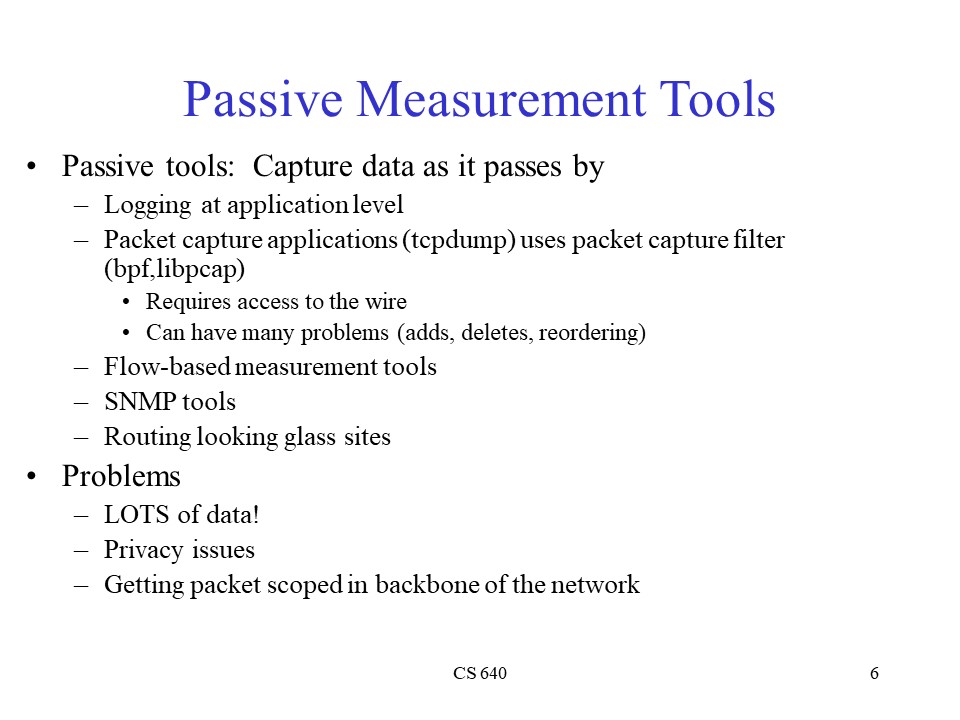 Passive Measurement Tools
• Passive tools: Capture data as it passes by
– Logging at application level
– Packet capture applications (tcpdump) uses packet capture filter
(bpf,libpcap)
• Requires access to the wire
• Can have many problems (adds, deletes, reordering)
– Flow-based measurement tools
– SNMP tools
– Routing looking glass sites
• Problems
– LOTS of data!
– Privacy issues
– Getting packet scoped in backbone of the network
CS 640
6